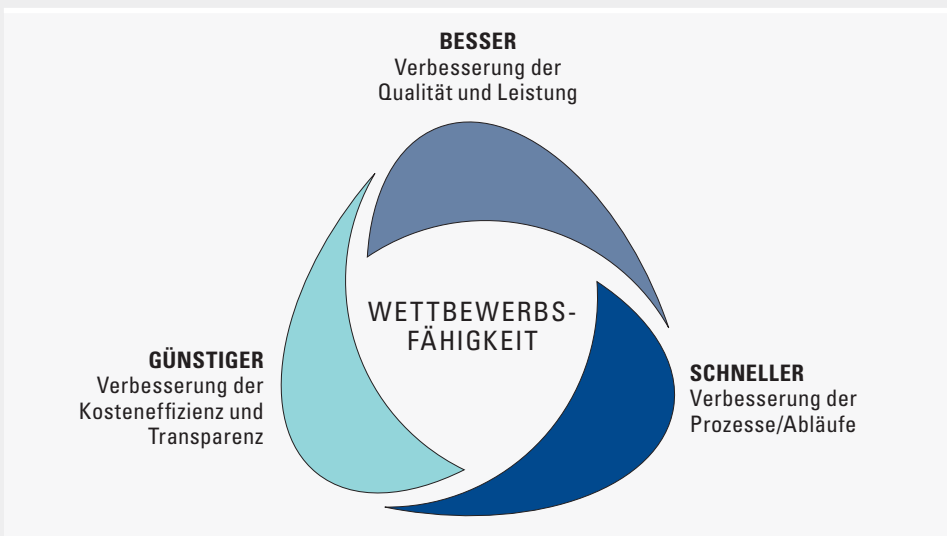 BESSER
Verbesserung der
Qualität und Leistung
WETTBEWERBS-
FÄHIGKEIT
GÜNSTIGER
Verbesserung der
Kosteneffizienz und
Transparenz
SCHNELLER
Verbesserung der
Prozesse/Abläufe